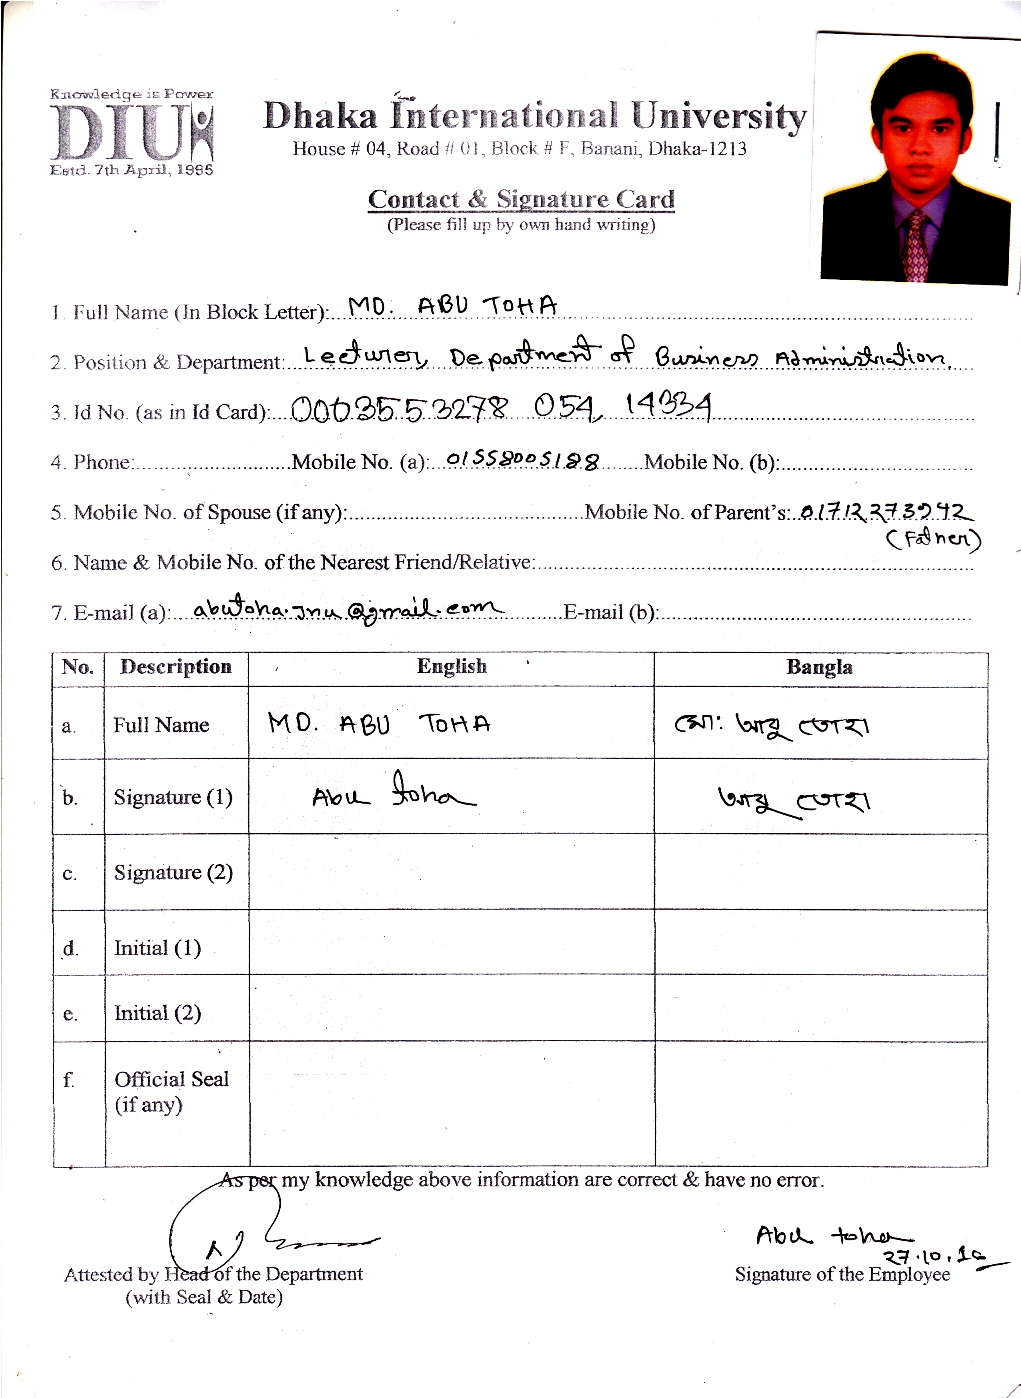 Knowledge is Power
DIU
Estd. 7th April, 1995
Dhaka International University
House # 04, Road # 01, Block # F, Banani, Dhaka-1213
Contact & Signature Card
(Please fill up by own hand writing)
1. Full Name (In Block Letter): MD. ABU TOHA
2. Position & Department: Lecturer, Department of Business Administration.
3. Id No. (as in Id Card): 054, 14334
4. Phone: Mobile No. (a): 01558005188 Mobile No. (b):
5. Mobile No. of Spouse (if any): Mobile No. of Parent's:
(Father)
6. Name & Mobile No. of the Nearest Friend/Relative:
7. E-mail (a): abutoha.jnu@gmail.com E-mail (b):
No. Description English Bangla
a. Full Name MD. ABU TOHA মো: আবু তোহা
b. Signature (1) Abu Toha আবু তোহা
c. Signature (2)
d. Initial (1)
e. Initial (2)
f. Official Seal
(if any)
As per my knowledge above information are correct & have no error.
Abu toha
27.10.
Attested by Head of the Department Signature of the Employee
(with Seal & Date)